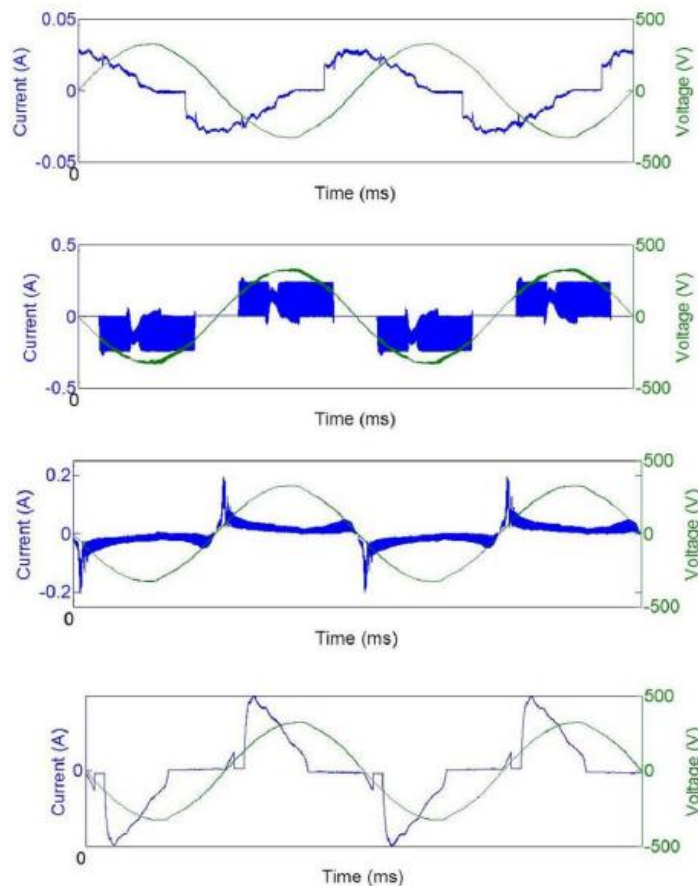 0.05
500
Current (A)
0
0
Voltage (V)
-0.05
-500
0
Time (ms)
0.5
500
Current (A)
0
0
Voltage (V)
-0.5
-500
0
Time (ms)
500
0.2
Current (A)
0
0
Voltage (V)
-0.2
-500
0
Time (ms)
500
Current (A)
0
0
Voltage (V)
-500
0
Time (ms)